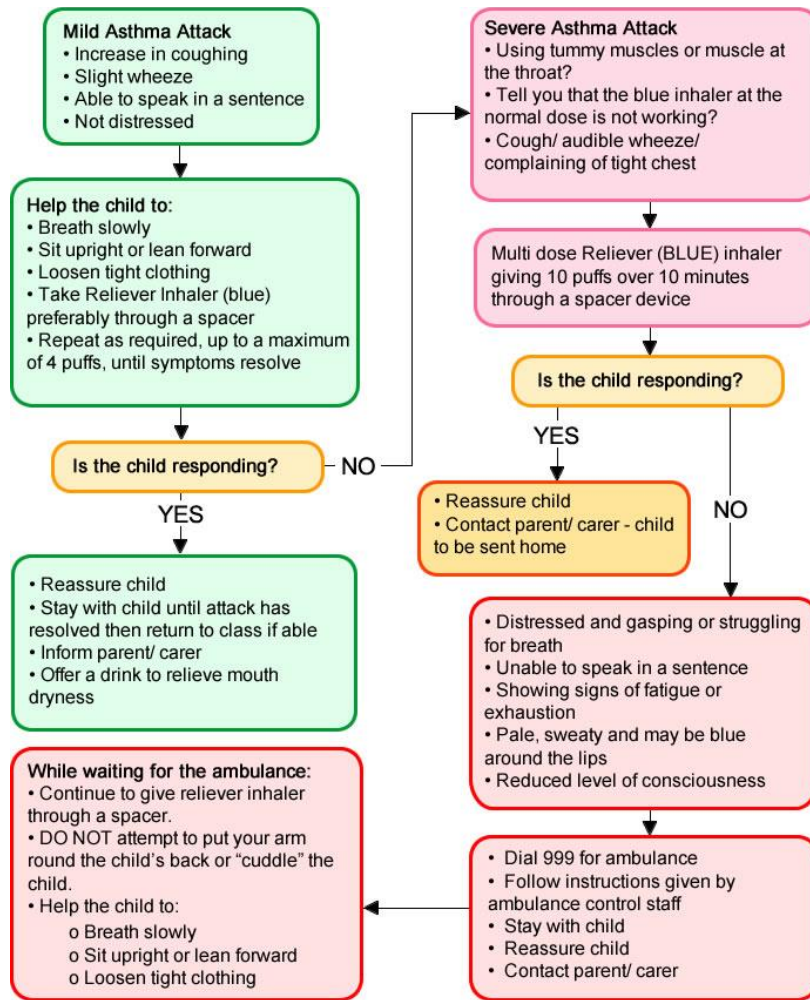 Mild Asthma Attack
• Increase in coughing
• Slight wheeze
• Able to speak in a sentence
• Not distressed
Help the child to:
• Breath slowly
• Sit upright or lean forward
• Loosen tight clothing
• Take Reliever Inhaler (blue)
preferably through a spacer
• Repeat as required, up to a maximum
of 4 puffs, until symptoms resolve
Is the child responding?
NO
YES
• Reassure child
• Stay with child until attack has
resolved then return to class if able
• Inform parent/ carer
• Offer a drink to relieve mouth
dryness
Severe Asthma Attack
• Using tummy muscles or muscle at
the throat?
• Tell you that the blue inhaler at the
normal dose is not working?
• Cough/ audible wheeze/
complaining of tight chest
Multi dose Reliever (BLUE) inhaler
giving 10 puffs over 10 minutes
through a spacer device
Is the child responding?
YES
NO
• Reassure child
• Contact parent/ carer - child
to be sent home
• Distressed and gasping or struggling
for breath
• Unable to speak in a sentence
• Showing signs of fatigue or
exhaustion
• Pale, sweaty and may be blue
around the lips
• Reduced level of consciousness
• Dial 999 for ambulance
• Follow instructions given by
ambulance control staff
• Stay with child
• Reassure child
• Contact parent/ carer
While waiting for the ambulance:
• Continue to give reliever inhaler
through a spacer.
• DO NOT attempt to put your arm
round the child's back or “cuddle” the
child.
• Help the child to:
o Breath slowly
o Sit upright or lean forward
o Loosen tight clothing